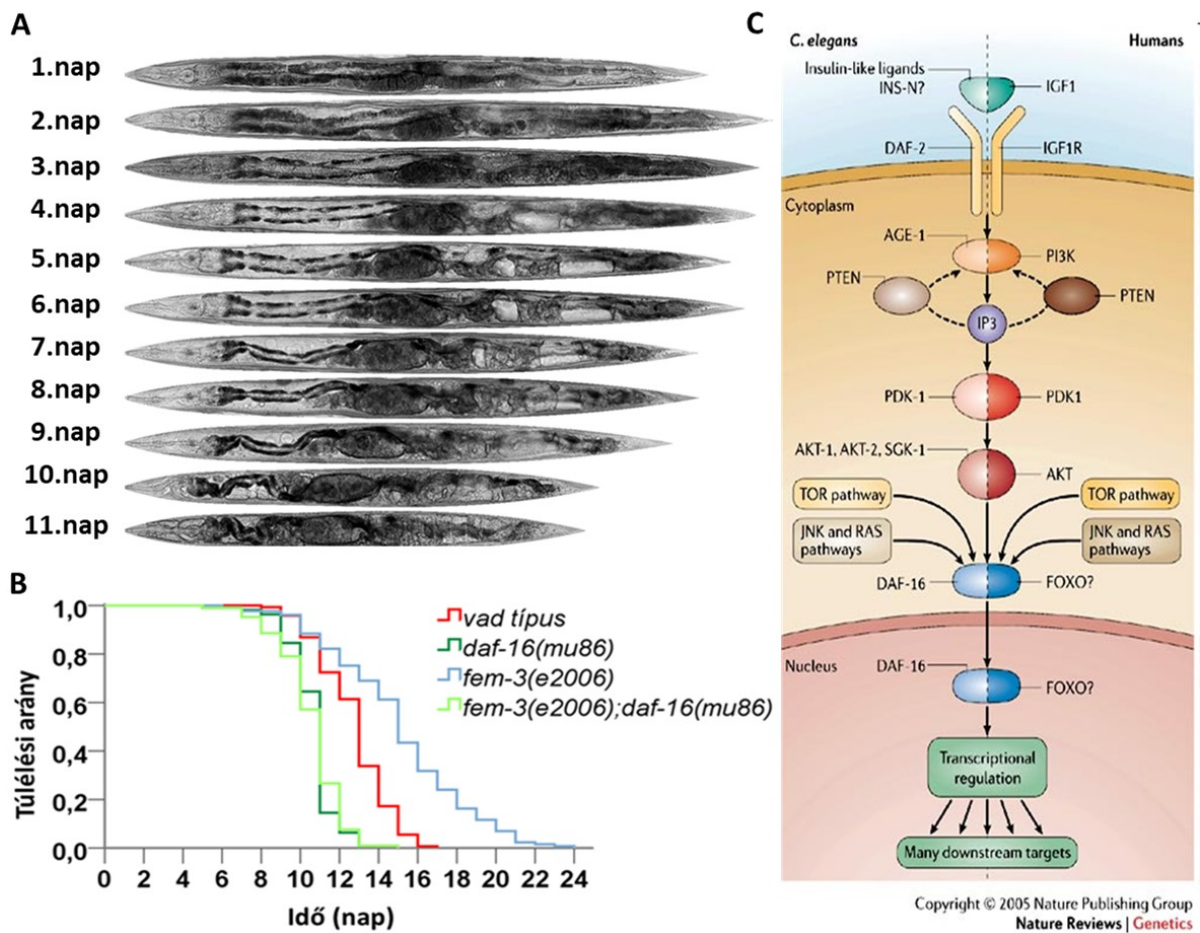 A
1.nap
2.nap
3.nap
4.nap
5.nap
6.nap
7.nap
8.nap
9.nap
10.nap
11.nap
B
Túlélési arány
1,0
0,8
0,6
0,4
0,2
0,0
vad típus
daf-16(mu86)
fem-3(e2006)
fem-3(e2006);daf-16(mu86)
0 2 4 6 8 10 12 14 16 18 20 22 24
Idő (nap)
C
C. elegans
Humans
Insulin-like ligands
INS-N?
IGF1
DAF-2
IGF1R
Cytoplasm
AGE-1
PI3K
PTEN
PTEN
IP3
PDK-1
PDK1
AKT-1, AKT-2, SGK-1
AKT
TOR pathway
TOR pathway
JNK and RAS
pathways
JNK and RAS
pathways
DAF-16
FOXO?
Nucleus
DAF-16
FOXO?
Transcriptional
regulation
Many downstream targets
Copyright © 2005 Nature Publishing Group
Nature Reviews | Genetics